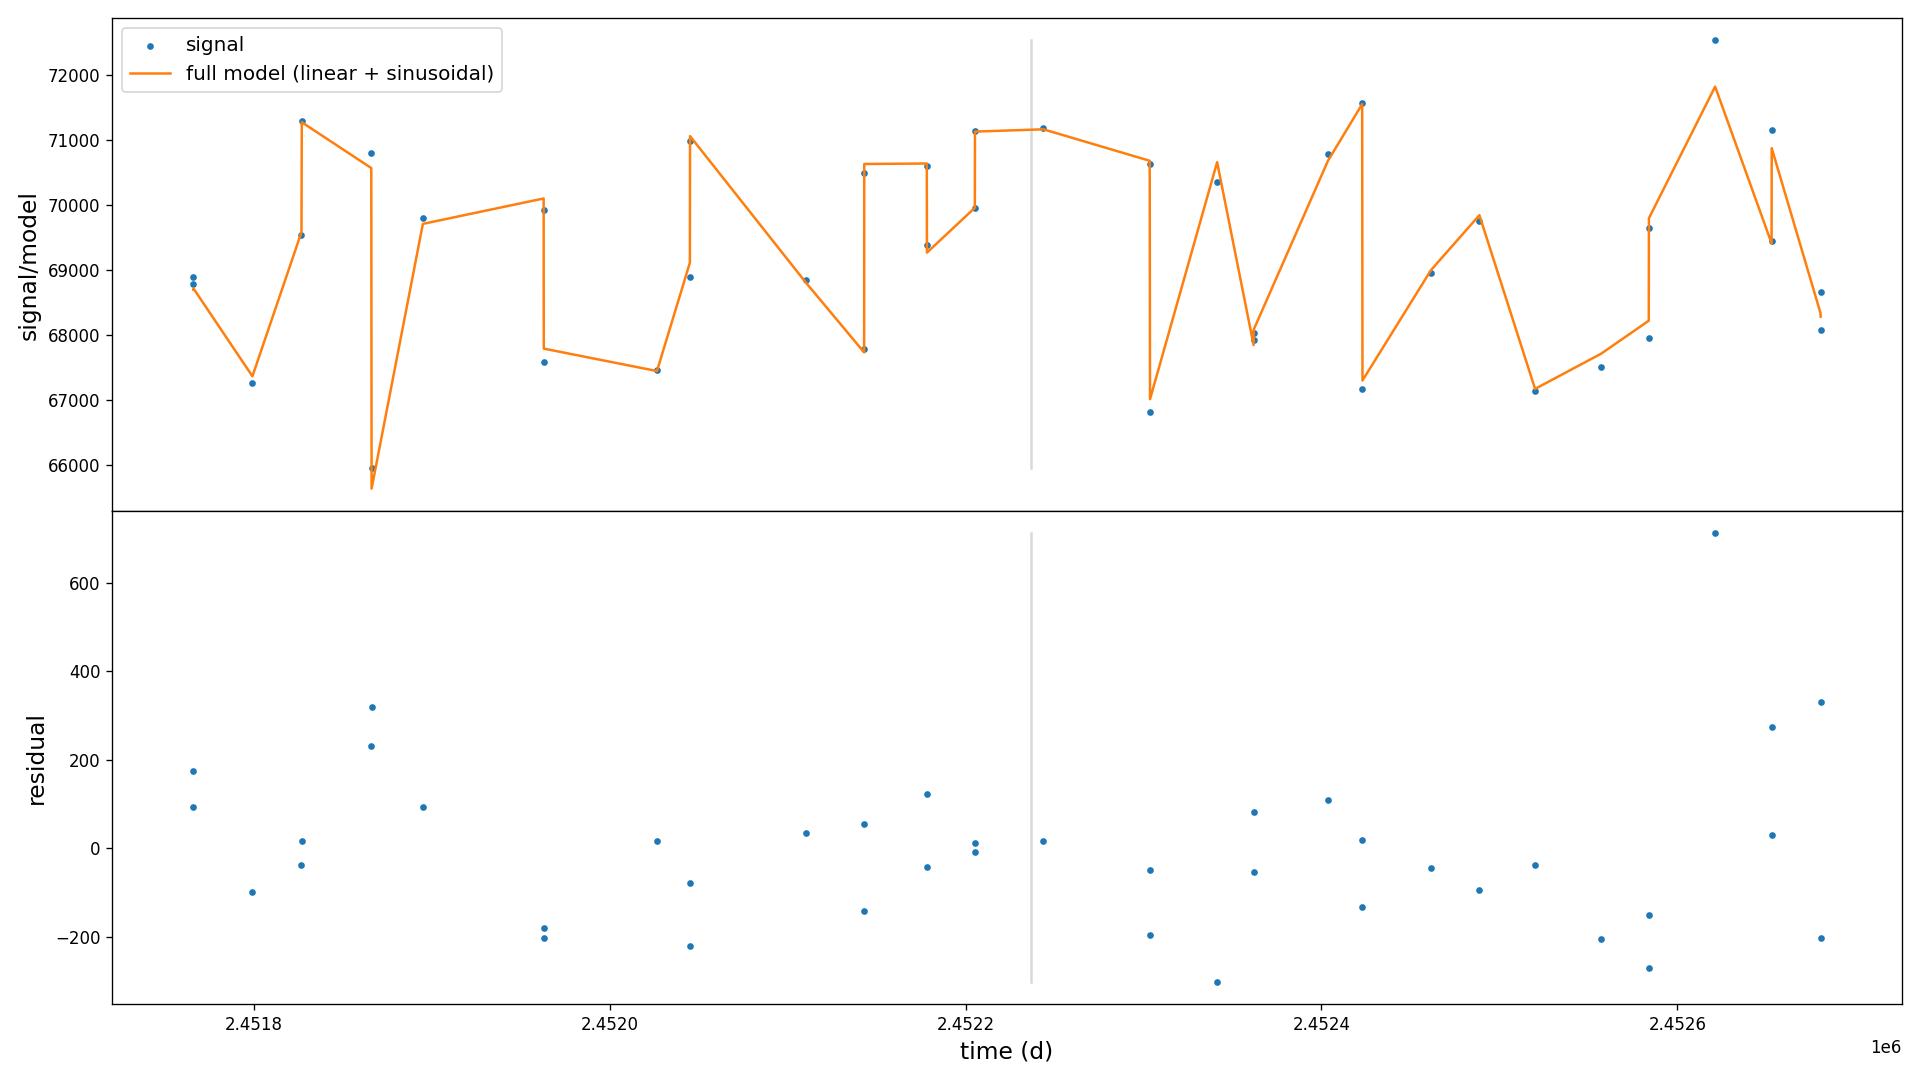 signal
full model (linear + sinusoidal)
signal/model
72000
71000
70000
69000
68000
67000
66000
residual
600
400
200
0
−200
2.4518
2.4520
2.4522
2.4524
2.4526
1e6
time (d)